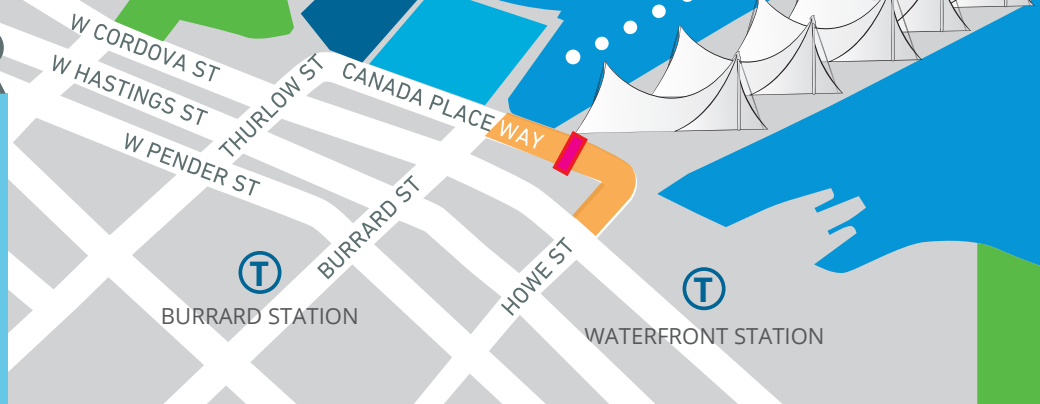 W CORDOVA ST
W HASTINGS ST
THURLOW ST
CANADA PLACE WAY
W PENDER ST
BURRARD ST
HOWE ST
T
BURRARD STATION
T
WATERFRONT STATION